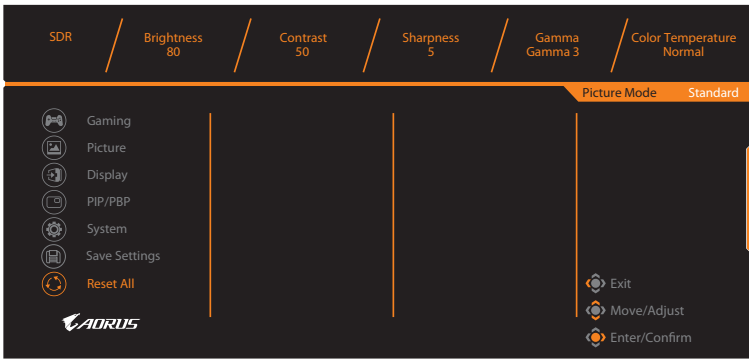 SDR
Brightness
80
Contrast
50
Sharpness
5
Gamma
Gamma 3
Color Temperature
Normal
Picture Mode Standard
Gaming
Picture
Display
PIP/PBP
System
Save Settings
Reset All
Exit
Move/Adjust
Enter/Confirm
AORUS